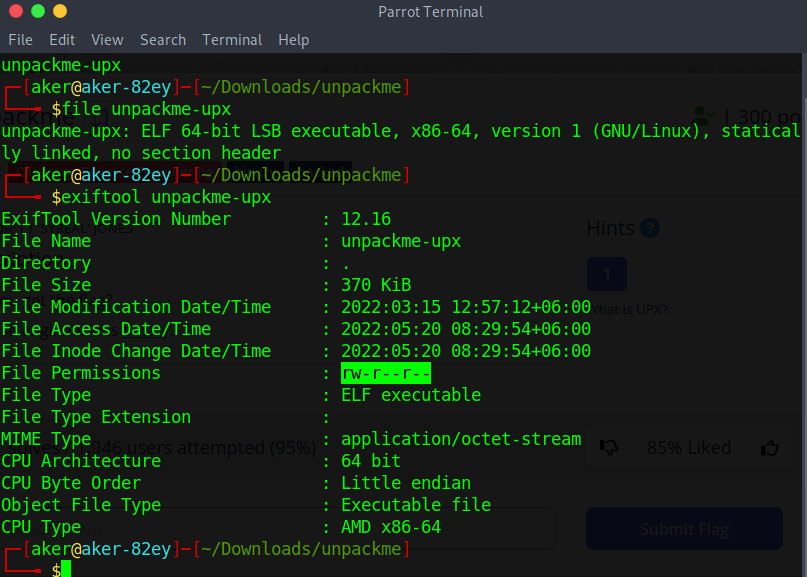 Parrot Terminal
File Edit View Search Terminal Help
unpackme-upx
┌─[aker@aker-82ey]─[~/Downloads/unpackme]
└──╼ $file unpackme-upx
unpackme-upx: ELF 64-bit LSB executable, x86-64, version 1 (GNU/Linux), statical
ly linked, no section header
┌─[aker@aker-82ey]─[~/Downloads/unpackme]
└──╼ $exiftool unpackme-upx
ExifTool Version Number : 12.16
File Name : unpackme-upx
Directory : .
File Size : 370 KiB
File Modification Date/Time : 2022:03:15 12:57:12+06:00
File Access Date/Time : 2022:05:20 08:29:54+06:00
File Inode Change Date/Time : 2022:05:20 08:29:54+06:00
File Permissions : rw-r--r--
File Type : ELF executable
File Type Extension :
MIME Type : application/octet-stream
CPU Architecture : 64 bit
CPU Byte Order : Little endian
Object File Type : Executable file
CPU Type : AMD x86-64
┌─[aker@aker-82ey]─[~/Downloads/unpackme]
└──╼ $
| 300 po
Hints ?
1
What is UPX?
users attempted (95%)
85% Liked
Submit Flag